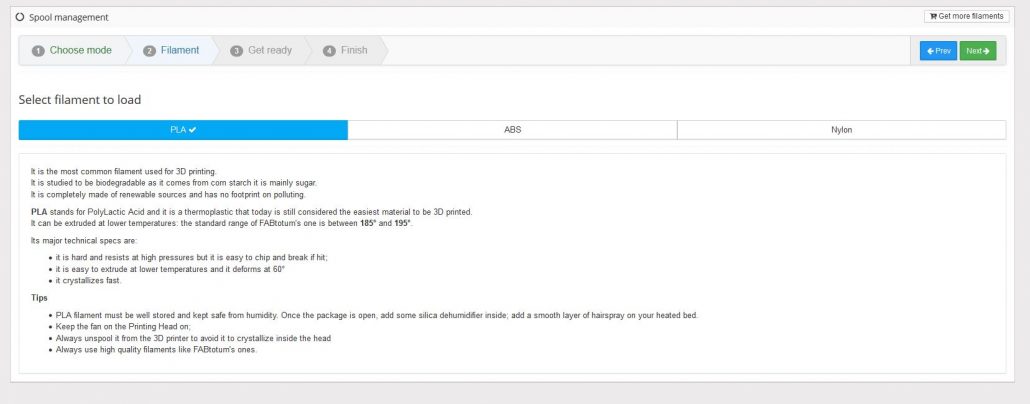 Spool management
Get more filaments
1 Choose mode
2 Filament
3 Get ready
4 Finish
Prev
Next
Select filament to load
PLA
ABS
Nylon
It is the most common filament used for 3D printing.
It is studied to be biodegradable as it comes from corn starch it is mainly sugar.
It is completely made of renewable sources and has no footprint on polluting.
PLA stands for PolyLactic Acid and it is a thermoplastic that today is still considered the easiest material to be 3D printed.
It can be extruded at lower temperatures: the standard range of FABtotum's one is between 185° and 195°.
Its major technical specs are:
it is hard and resists at high pressures but it is easy to chip and break if hit;
it is easy to extrude at lower temperatures and it deforms at 60°
it crystallizes fast.
Tips
PLA filament must be well stored and kept safe from humidity. Once the package is open, add some silica dehumidifier inside; add a smooth layer of hairspray on your heated bed.
Keep the fan on the Printing Head on;
Always unspool it from the 3D printer to avoid it to crystallize inside the head
Always use high quality filaments like FABtotum's ones.